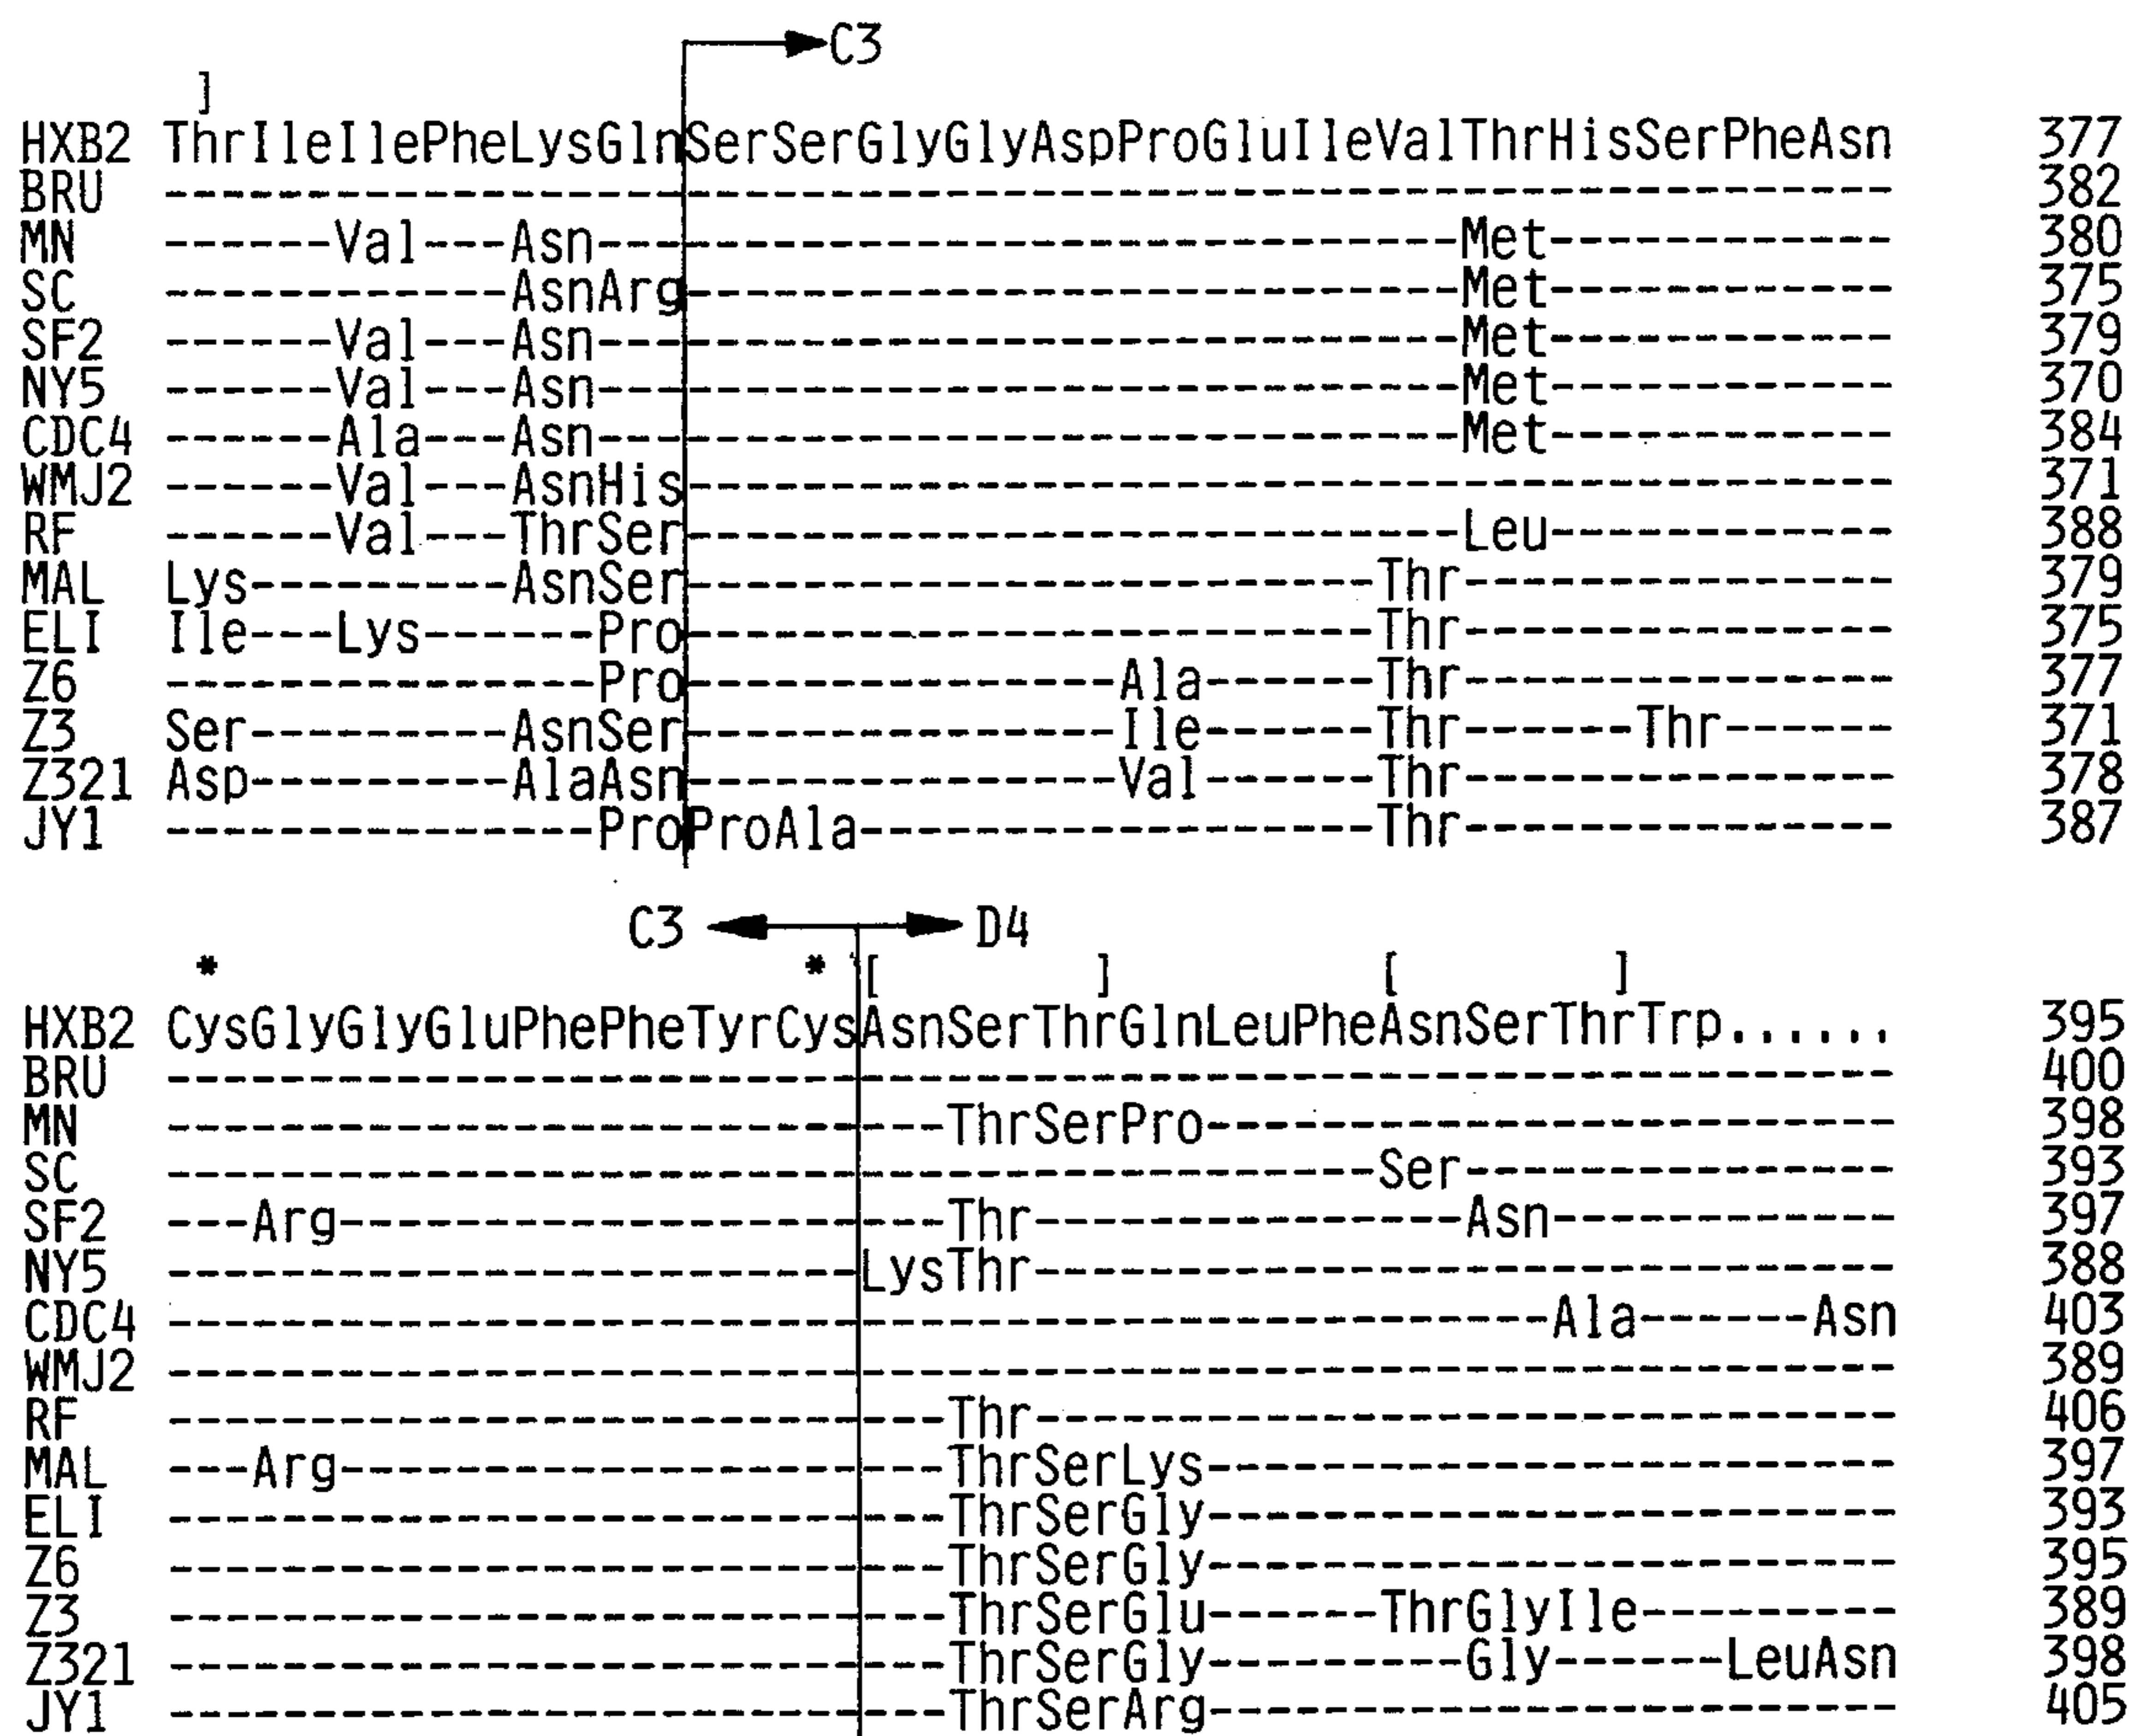 C3
]
HXB2 ThrIleIlePheLysGlnSerSerGlyGlyAspProGluIleValThrHisSerPheAsn 377
BRU ------------------------------------------------------------ 382
MN ------Val---Asn------------------------------Met------------ 380
SC ------------AsnArg---------------------------Met------------ 375
SF2 ------Val---Asn------------------------------Met------------ 379
NY5 ------Val---Asn------------------------------Met------------ 370
CDC4 ------Ala---Asn------------------------------Met------------ 384
WMJ2 ------Val---AsnHis------------------------------------------ 371
RF ------Val---ThrSer---------------------------Leu------------ 388
MAL Lys---------AsnSer------------------------Thr--------------- 379
ELI Ile---Lys------Pro------------------------Thr--------------- 375
Z6 ---------------Pro---------------Ala------Thr--------------- 377
Z3 Ser---------AsnSer---------------Ile------Thr------Thr------ 371
Z321 Asp---------AlaAsn---------------Val------Thr--------------- 378
JY1 ---------------ProProAla------------------Thr--------------- 387
C3 D4
* * [ ] [ ]
HXB2 CysGlyGlyGluPhePheTyrCysAsnSerThrGlnLeuPheAsnSerThrTrp...... 395
BRU ------------------------------------------------------------ 400
MN ---------------------------ThrSerPro------------------------ 398
SC ------------------------------------------Ser--------------- 393
SF2 ---Arg---------------------Thr---------------Asn------------ 397
NY5 ------------------------LysThr------------------------------ 388
CDC4 ------------------------------------------------Ala------Asn 403
WMJ2 ------------------------------------------------------------ 389
RF ---------------------------Thr------------------------------ 406
MAL ---Arg---------------------ThrSerLys------------------------ 397
ELI ---------------------------ThrSerGly------------------------ 393
Z6 ---------------------------ThrSerGly------------------------ 395
Z3 ---------------------------ThrSerGlu------ThrGlyIle--------- 389
Z321 ---------------------------ThrSerGly---------Gly------LeuAsn 398
JY1 ---------------------------ThrSerArg------------------------ 405